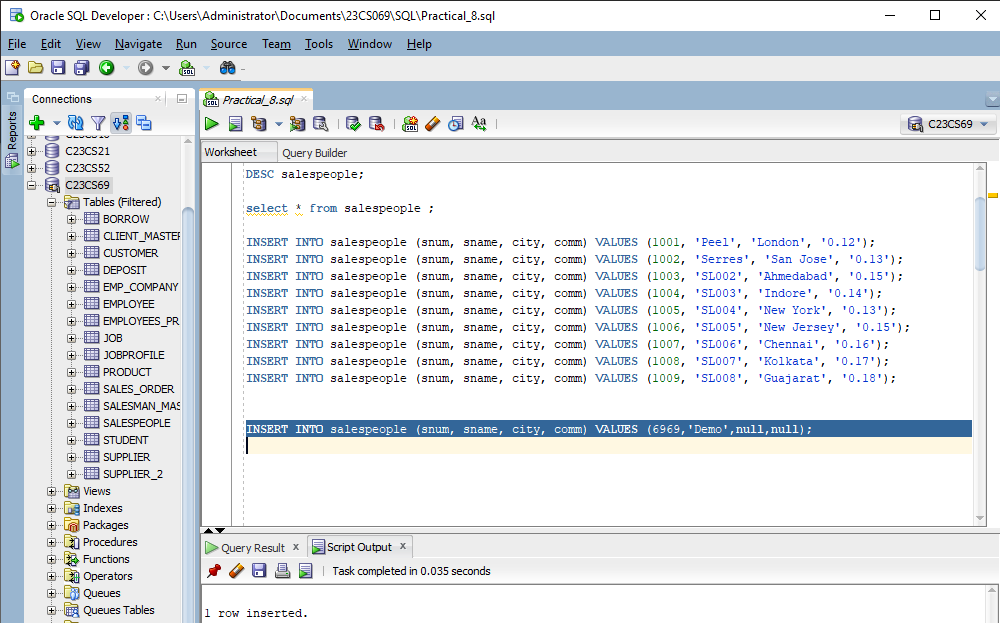 Oracle SQL Developer : C:\Users\Administrator\Documents\23CS069\SQL\Practical_8.sql
File Edit View Navigate Run Source Team Tools Window Help
Reports
Connections
C23CS21
C23CS52
C23CS69
Tables (Filtered)
BORROW
CLIENT_MASTER
CUSTOMER
DEPOSIT
EMP_COMPANY
EMPLOYEE
EMPLOYEES_PR
JOB
JOBPROFILE
PRODUCT
SALES_ORDER
SALESMAN_MAS
SALESPEOPLE
STUDENT
SUPPLIER
SUPPLIER_2
Views
Indexes
Packages
Procedures
Functions
Operators
Queues
Queues Tables
Practical_8.sql
C23CS69
Worksheet Query Builder
DESC salespeople;
select * from salespeople ;
INSERT INTO salespeople (snum, sname, city, comm) VALUES (1001, 'Peel', 'London', '0.12');
INSERT INTO salespeople (snum, sname, city, comm) VALUES (1002, 'Serres', 'San Jose', '0.13');
INSERT INTO salespeople (snum, sname, city, comm) VALUES (1003, 'SL002', 'Ahmedabad', '0.15');
INSERT INTO salespeople (snum, sname, city, comm) VALUES (1004, 'SL003', 'Indore', '0.14');
INSERT INTO salespeople (snum, sname, city, comm) VALUES (1005, 'SL004', 'New York', '0.13');
INSERT INTO salespeople (snum, sname, city, comm) VALUES (1006, 'SL005', 'New Jersey', '0.15');
INSERT INTO salespeople (snum, sname, city, comm) VALUES (1007, 'SL006', 'Chennai', '0.16');
INSERT INTO salespeople (snum, sname, city, comm) VALUES (1008, 'SL007', 'Kolkata', '0.17');
INSERT INTO salespeople (snum, sname, city, comm) VALUES (1009, 'SL008', 'Guajarat', '0.18');
INSERT INTO salespeople (snum, sname, city, comm) VALUES (6969,'Demo',null,null);
Query Result Script Output
Task completed in 0.035 seconds
1 row inserted.